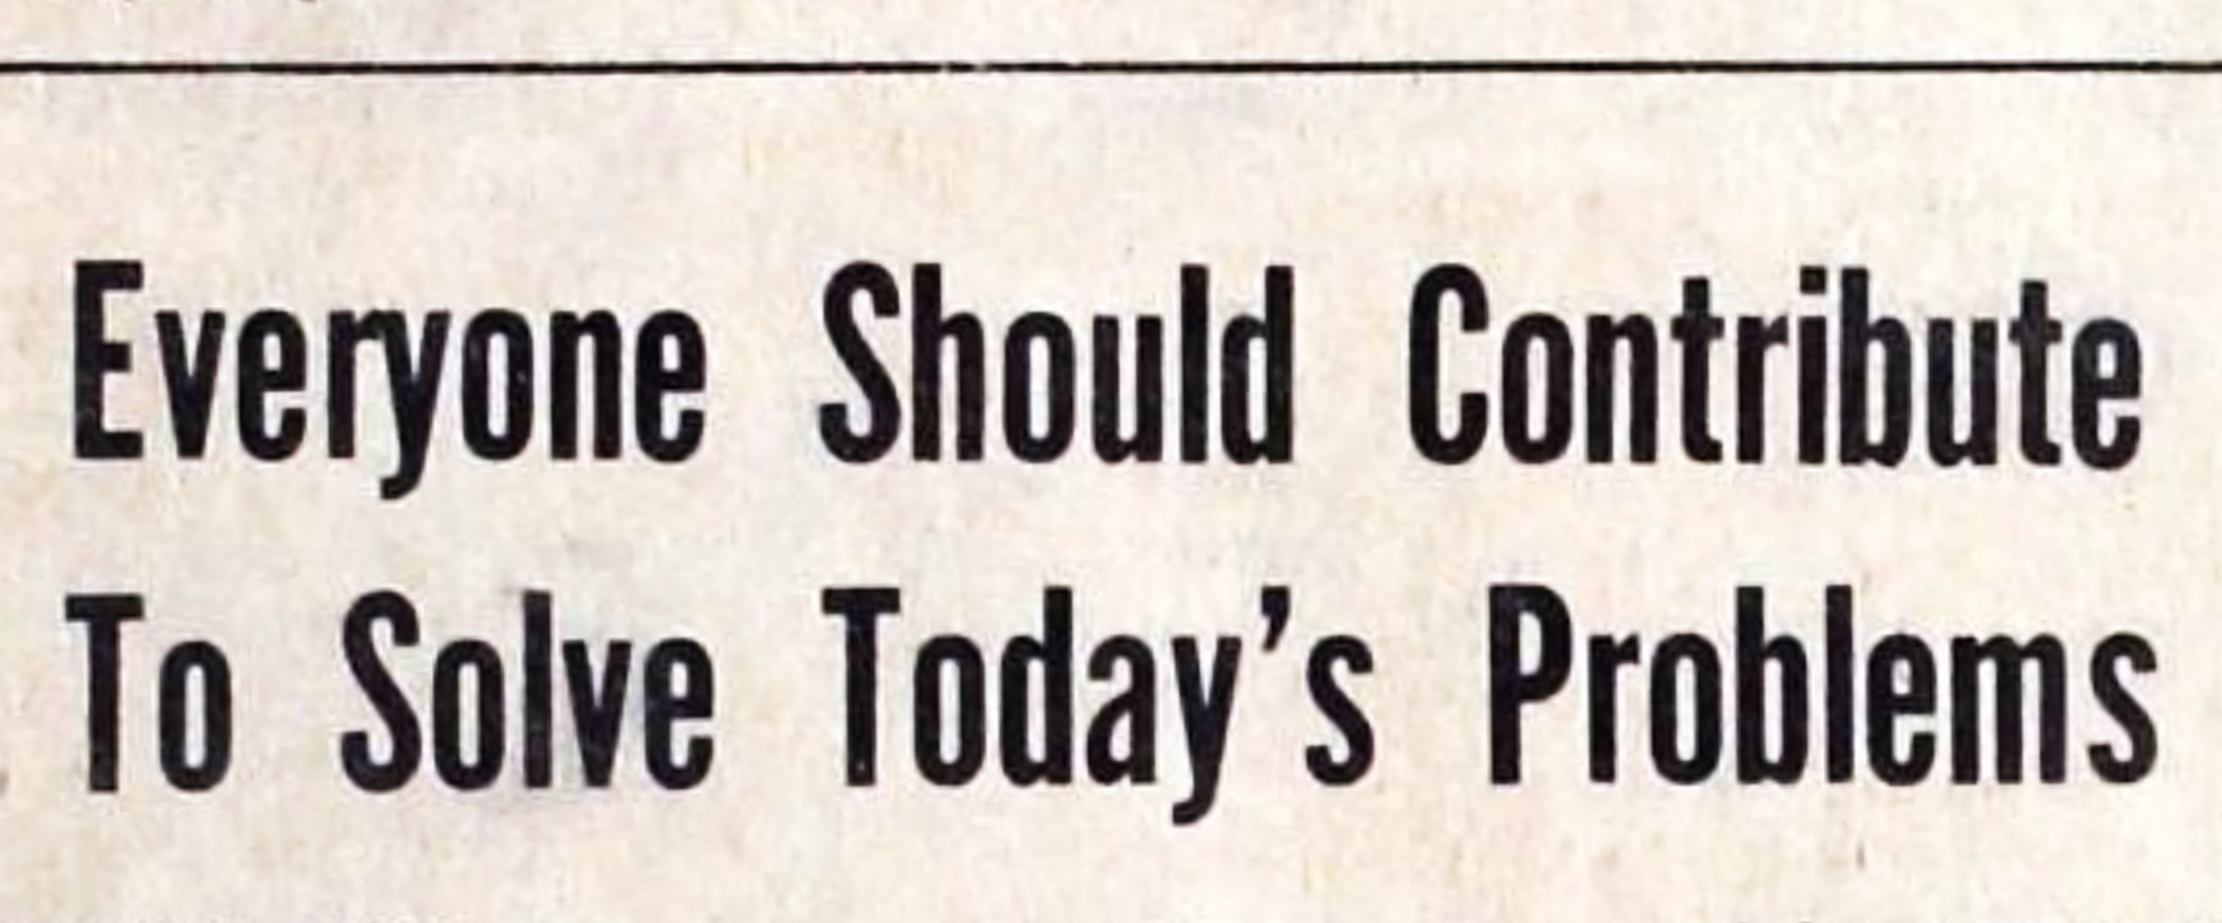 Everyone Should Contribute
To Solve Today’s Problems